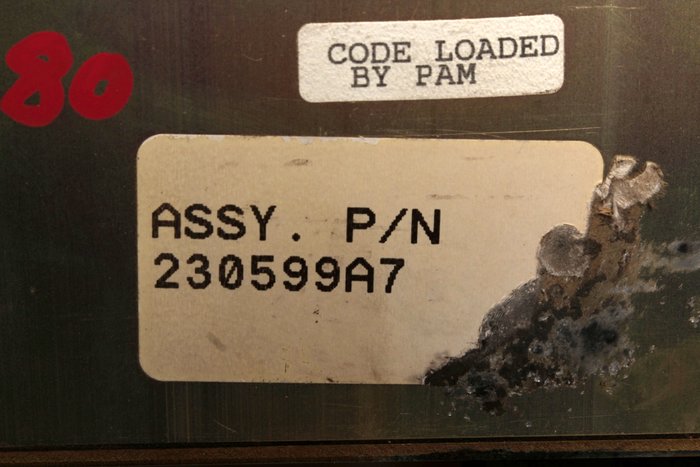 80
CODE LOADED
BY PAM
ASSY. P/N
230599A7